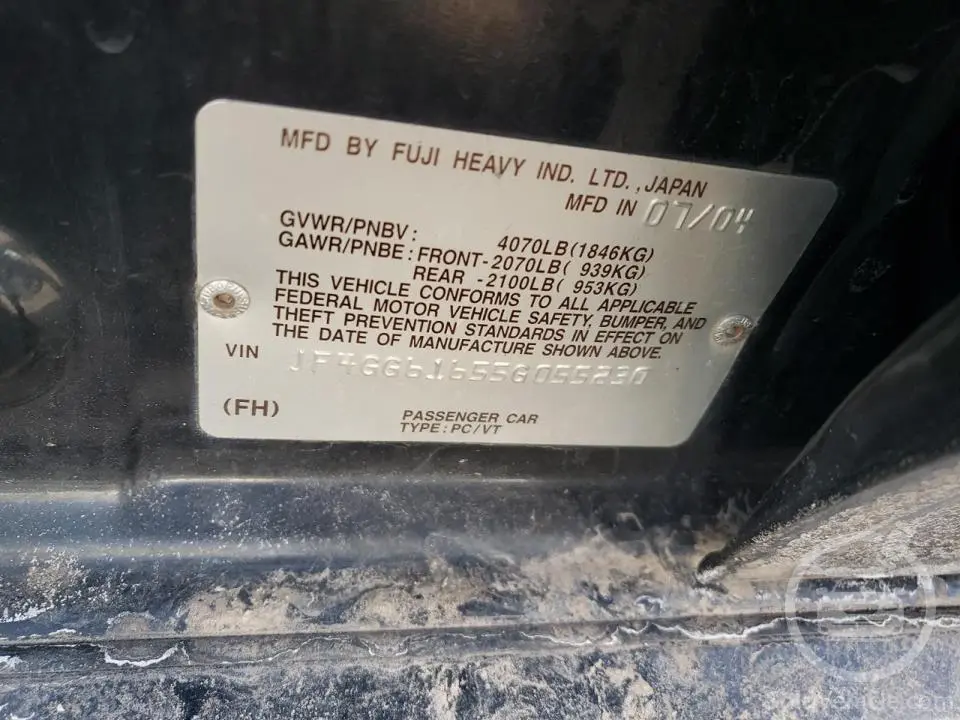 MFD BY FUJI HEAVY IND. LTD., JAPAN
MFD IN 07/04
GVWR/PNBV: 4070LB(1846KG)
GAWR/PNBE: FRONT-2070LB( 939KG)
REAR -2100LB( 953KG)
THIS VEHICLE CONFORMS TO ALL APPLICABLE
FEDERAL MOTOR VEHICLE SAFETY, BUMPER, AND
THEFT PREVENTION STANDARDS IN EFFECT ON
THE DATE OF MANUFACTURE SHOWN ABOVE.
VIN JF4GG61655G055230
(FH)
PASSENGER CAR
TYPE: PC/VT